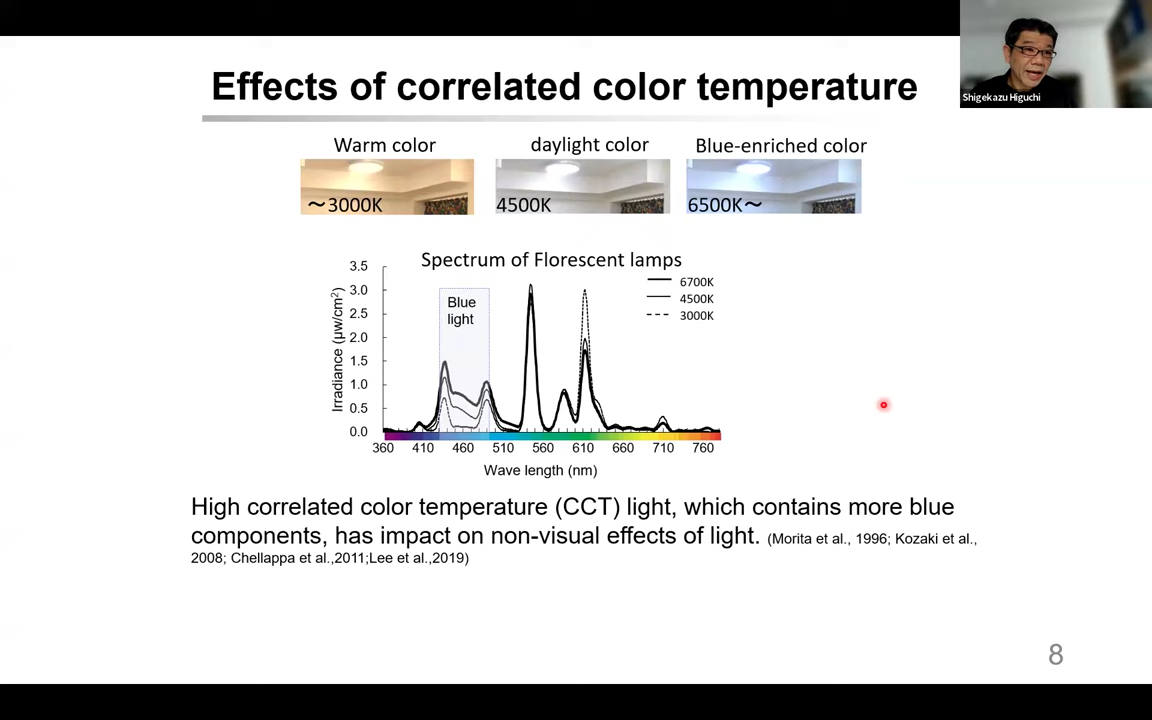 Effects of correlated color temperature
Shigekazu Higuchi
Warm color
daylight color
Blue-enriched color
～3000K
4500K
6500K～
Spectrum of Florescent lamps
3.5
3.0
2.5
2.0
1.5
1.0
0.5
0.0
Irradiance (μw/cm²)
Blue
light
6700K
4500K
3000K
360 410 460 510 560 610 660 710 760
Wave length (nm)
High correlated color temperature (CCT) light, which contains more blue
components, has impact on non-visual effects of light. (Morita et al., 1996; Kozaki et al.,
2008; Chellappa et al.,2011;Lee et al.,2019)
8